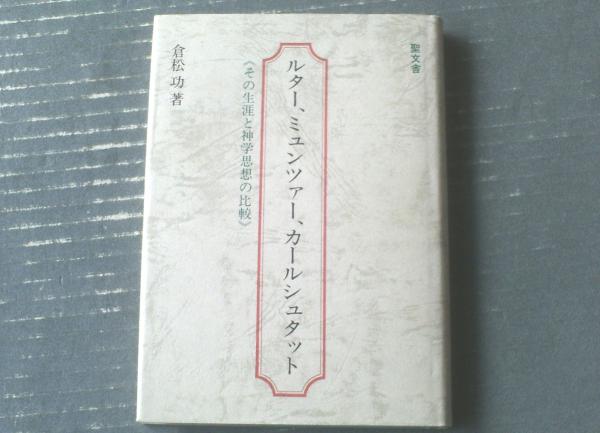 聖文舎
ルター、ミュンツァー、カールシュタット
《その生涯と神学思想の比較》
倉松功著